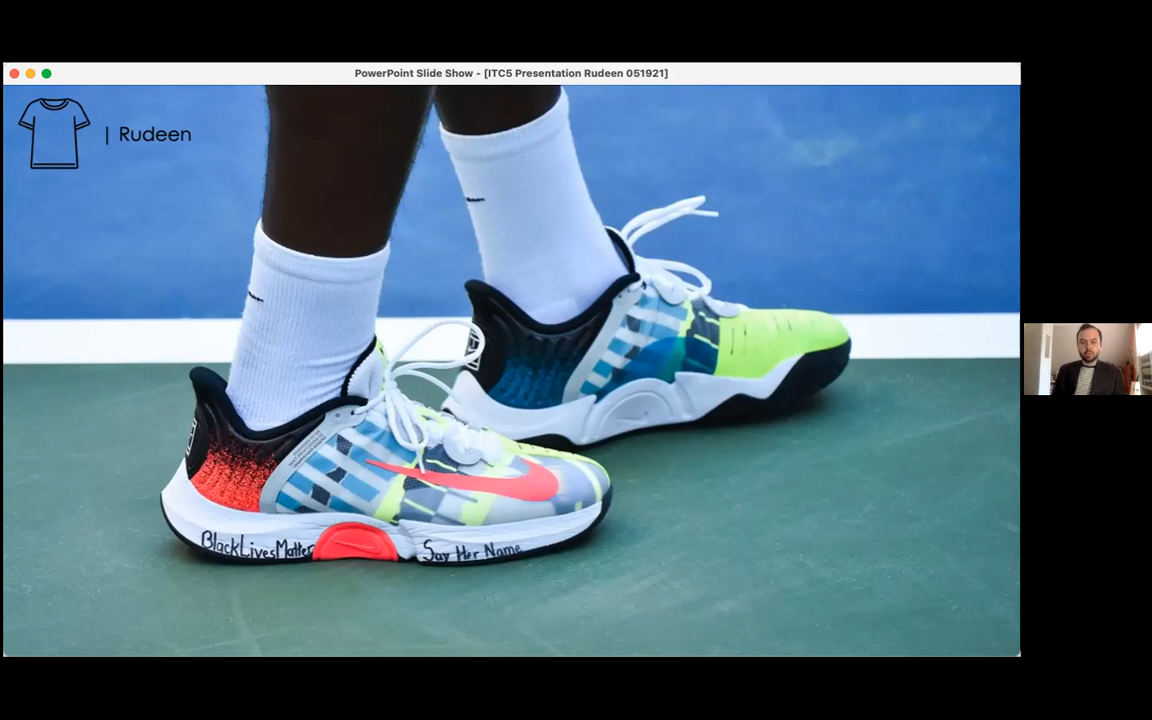 PowerPoint Slide Show - [ITC5 Presentation Rudeen 051921]
| Rudeen
BlackLivesMatter
Say Her Name